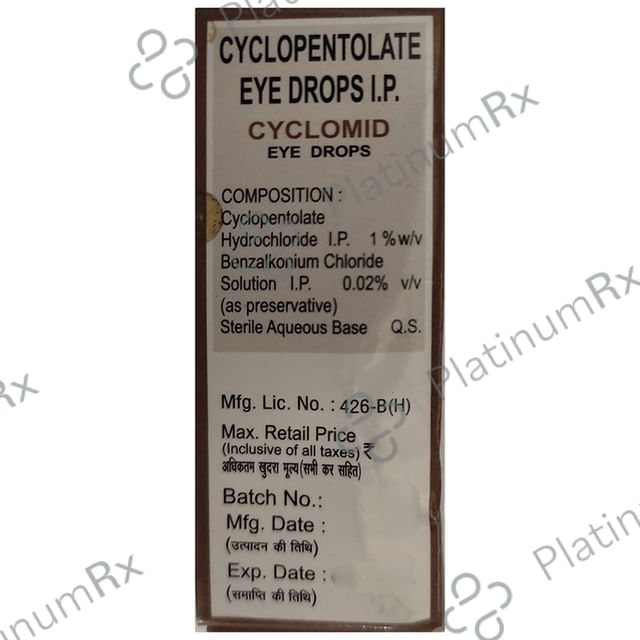 CYCLOPENTOLATE
EYE DROPS I.P.
CYCLOMID
EYE DROPS
COMPOSITION :
Cyclopentolate
Hydrochloride I.P. 1 % w/v
Benzalkonium Chloride
Solution I.P. 0.02% v/v
(as preservative)
Sterile Aqueous Base Q.S.
Mfg. Lic. No. : 426-B(H)
Max. Retail Price
(Inclusive of all taxes) ₹
अधिकतम खुदरा मूल्य (सभी कर सहित)
Batch No.:
Mfg. Date :
(उत्पादन की तिथि)
Exp. Date :
(समाप्ति की तिथि)
PlatinumRx
PlatinumRx
PlatinumRx
PlatinumRx